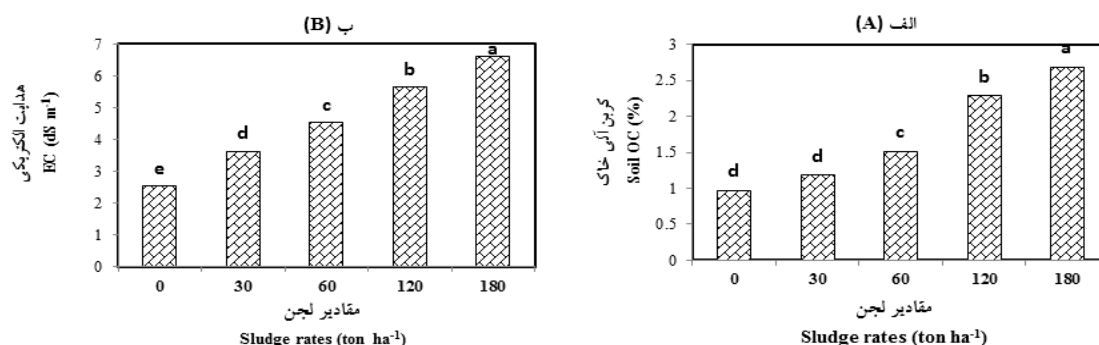 ب (B)
هدایت الکتریکی
EC (dS m⁻¹)
7
6
5
4
3
2
1
0
e
d
c
b
a
0 30 60 120 180
مقادیر لجن
Sludge rates (ton ha⁻¹)
الف (A)
کربن آلی خاک
Soil OC (%)
3
2.5
2
1.5
1
0.5
0
d
d
c
b
a
0 30 60 120 180
مقادیر لجن
Sludge rates (ton ha⁻¹)